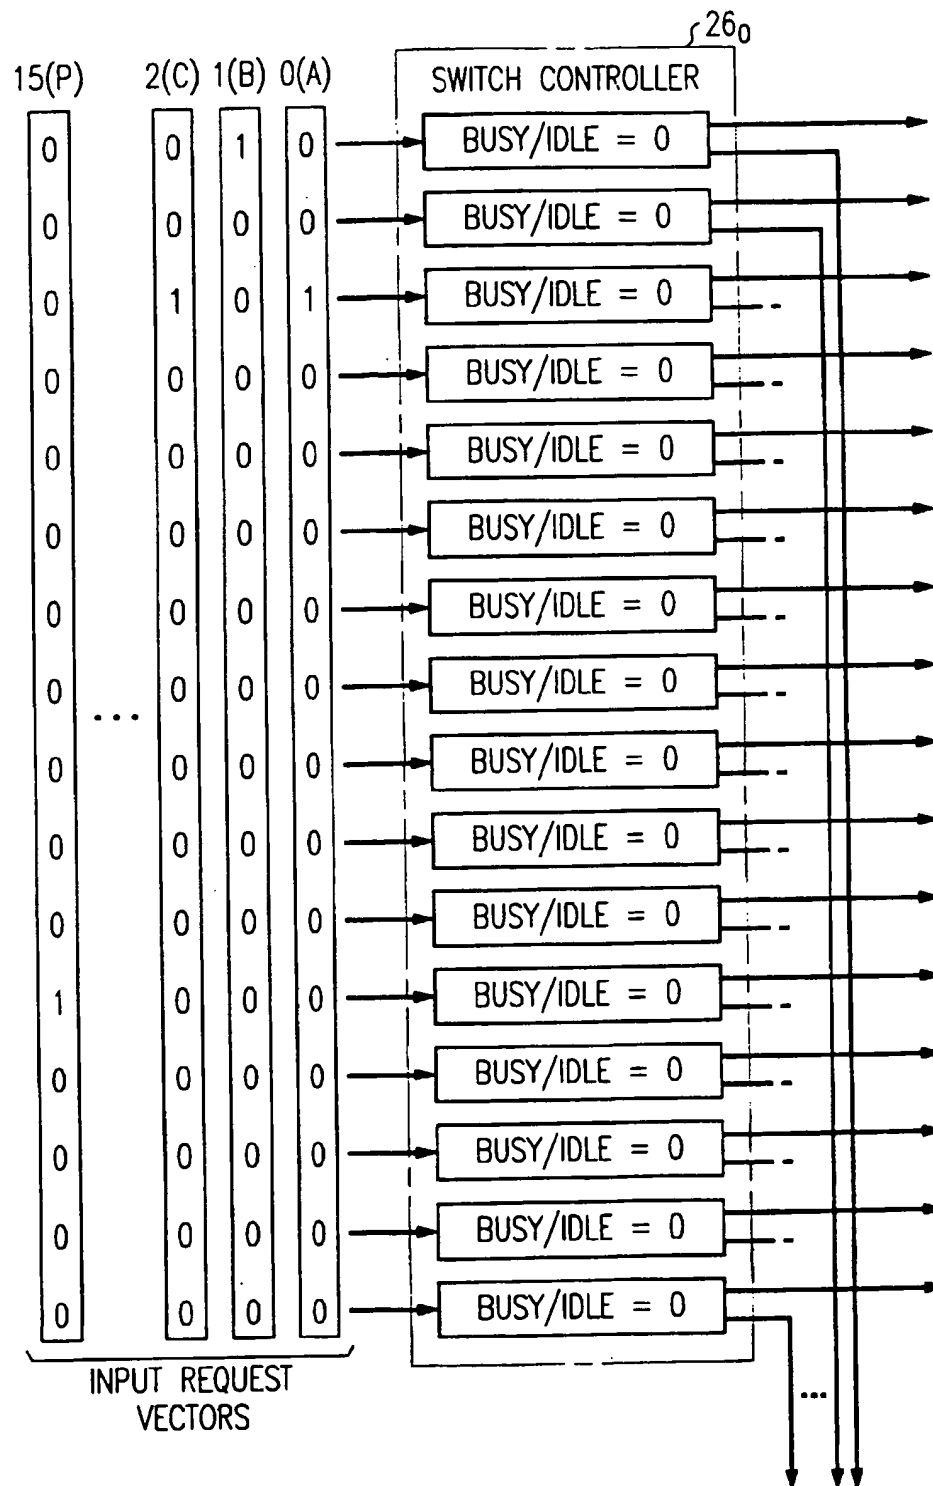 26₀
15(P) 2(C) 1(B) 0(A) SWITCH CONTROLLER
0 0 1 0 BUSY/IDLE = 0
0 0 0 0 BUSY/IDLE = 0
0 1 0 1 BUSY/IDLE = 0
0 0 0 0 BUSY/IDLE = 0
0 0 0 0 BUSY/IDLE = 0
0 0 0 0 BUSY/IDLE = 0
0 0 0 0 BUSY/IDLE = 0
0 0 0 0 BUSY/IDLE = 0
...
0 0 0 0 BUSY/IDLE = 0
0 0 0 0 BUSY/IDLE = 0
0 0 0 0 BUSY/IDLE = 0
1 0 0 0 BUSY/IDLE = 0
0 0 0 0 BUSY/IDLE = 0
0 0 0 0 BUSY/IDLE = 0
0 0 0 0 BUSY/IDLE = 0
0 0 0 0 BUSY/IDLE = 0
INPUT REQUEST
VECTORS
...